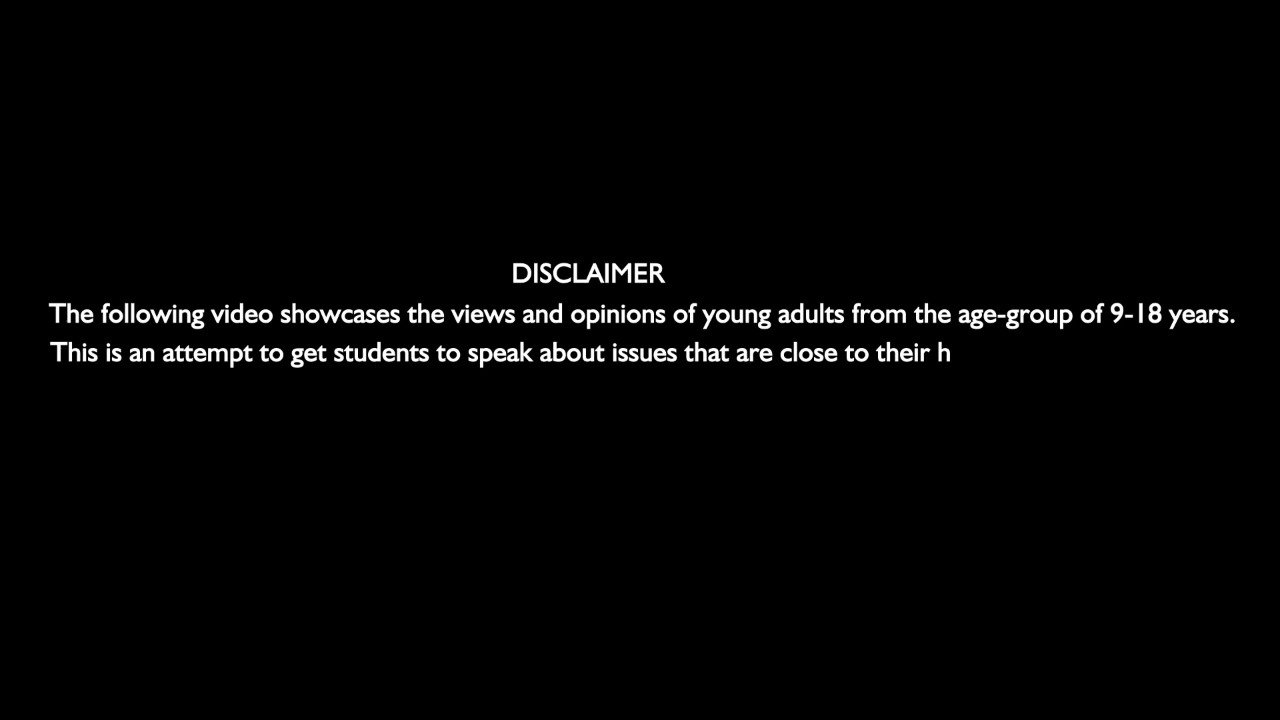 DISCLAIMER
The following video showcases the views and opinions of young adults from the age-group of 9-18 years.
This is an attempt to get students to speak about issues that are close to their h